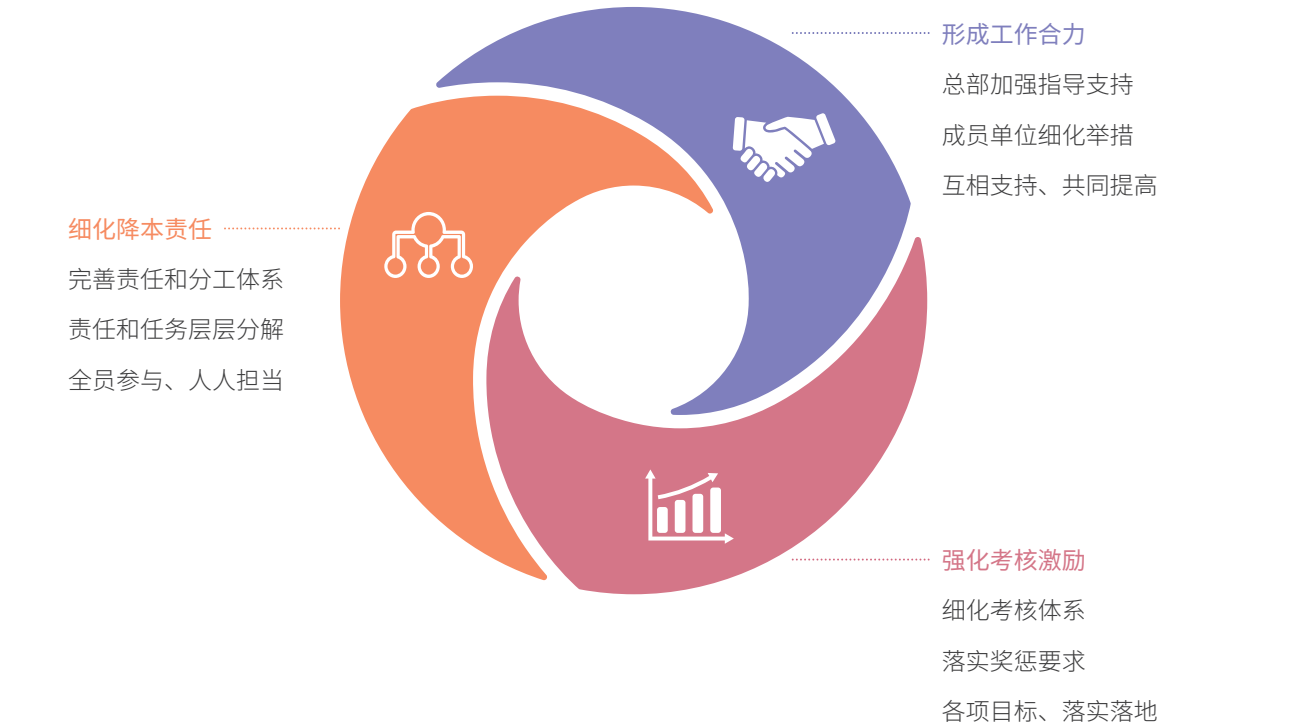 形成工作合力
总部加强指导支持
成员单位细化举措
互相支持、共同提高
细化降本责任
完善责任和分工体系
责任和任务层层分解
全员参与、人人担当
强化考核激励
细化考核体系
落实奖惩要求
各项目标、落实落地